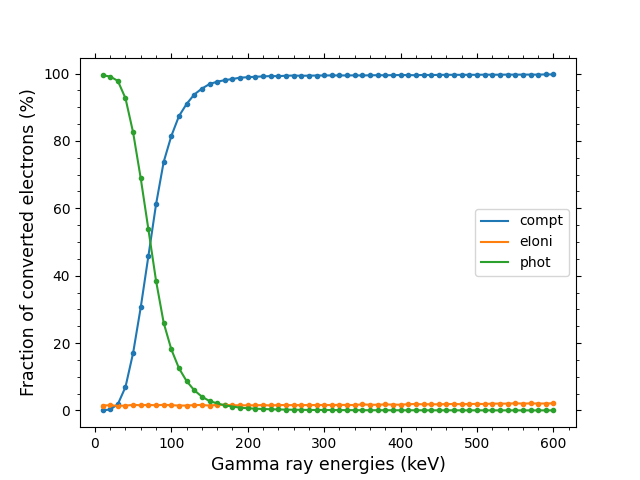 Fraction of converted electrons (%)
100
80
60
40
20
0
compt
eIoni
phot
0 100 200 300 400 500 600
Gamma ray energies (keV)